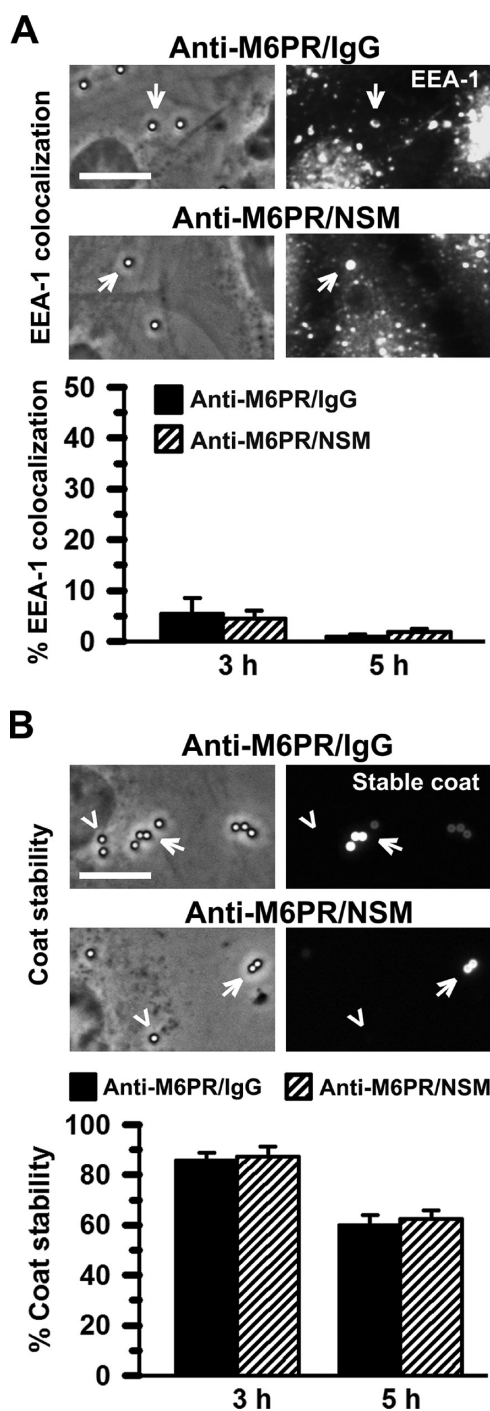 A
Anti-M6PR/IgG
EEA-1
EEA-1 colocalization
Anti-M6PR/NSM
% EEA-1 colocalization
50
40
30
20
10
0
Anti-M6PR/IgG
Anti-M6PR/NSM
3 h 5 h
B
Anti-M6PR/IgG
Stable coat
Coat stability
Anti-M6PR/NSM
Anti-M6PR/IgG Anti-M6PR/NSM
% Coat stability
100
80
60
40
20
0
3 h 5 h